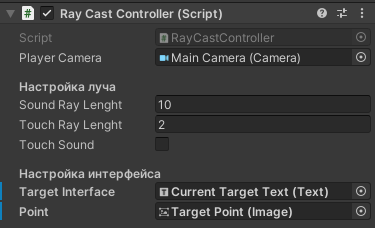 Ray Cast Controller (Script)
Script RayCastController
Player Camera Main Camera (Camera)
Настройка луча
Sound Ray Lenght 10
Touch Ray Lenght 2
Touch Sound
Настройка интерфейса
Target Interface Current Target Text (Text)
Point Target Point (Image)